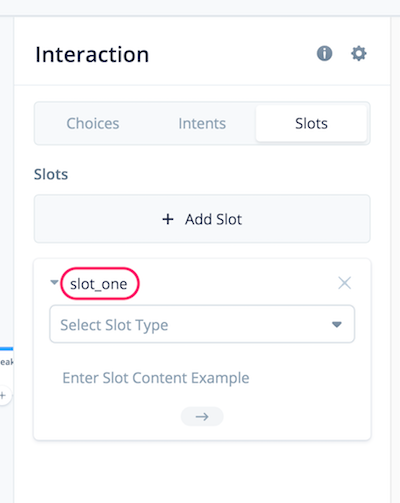 Interaction
Choices Intents Slots
Slots
+ Add Slot
slot_one
Select Slot Type
eak
Enter Slot Content Example